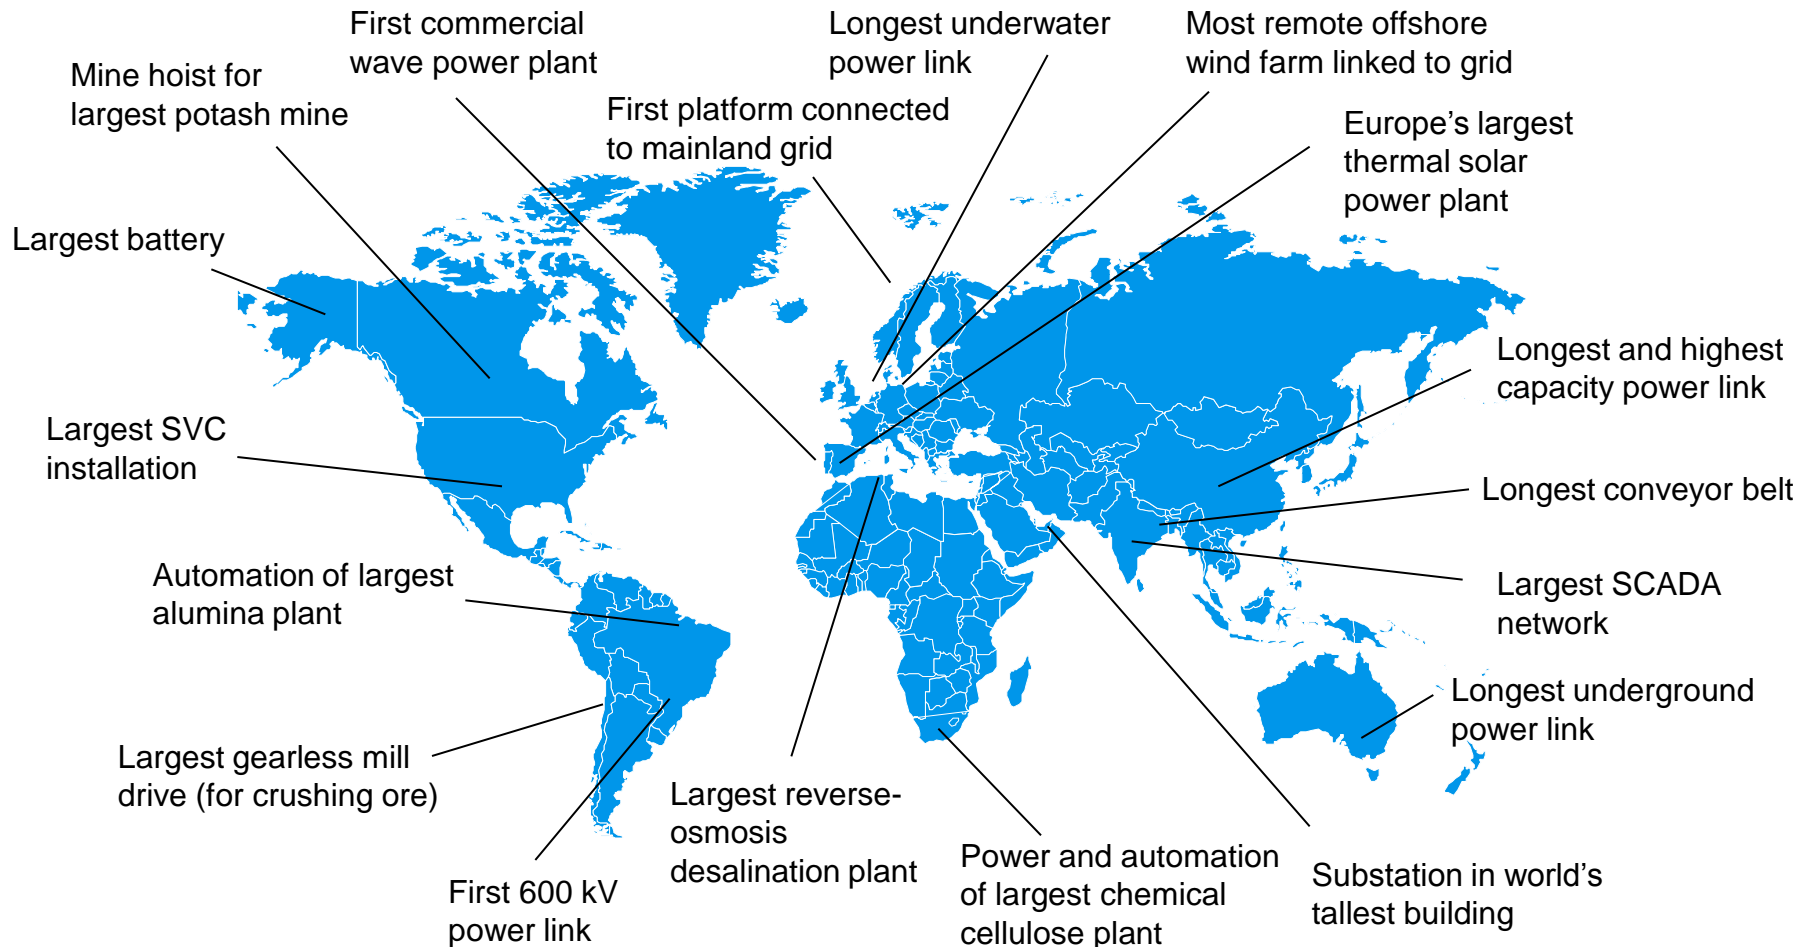 First commercial
wave power plant
Longest underwater
power link
Most remote offshore
wind farm linked to grid
Mine hoist for
largest potash mine
First platform connected
to mainland grid
Europe’s largest
thermal solar
power plant
Largest battery
Longest and highest
capacity power link
Largest SVC
installation
Longest conveyor belt
Automation of largest
alumina plant
Largest SCADA
network
Longest underground
power link
Largest gearless mill
drive (for crushing ore)
Largest reverse-
osmosis
desalination plant
Power and automation
of largest chemical
cellulose plant
Substation in world’s
tallest building
First 600 kV
power link